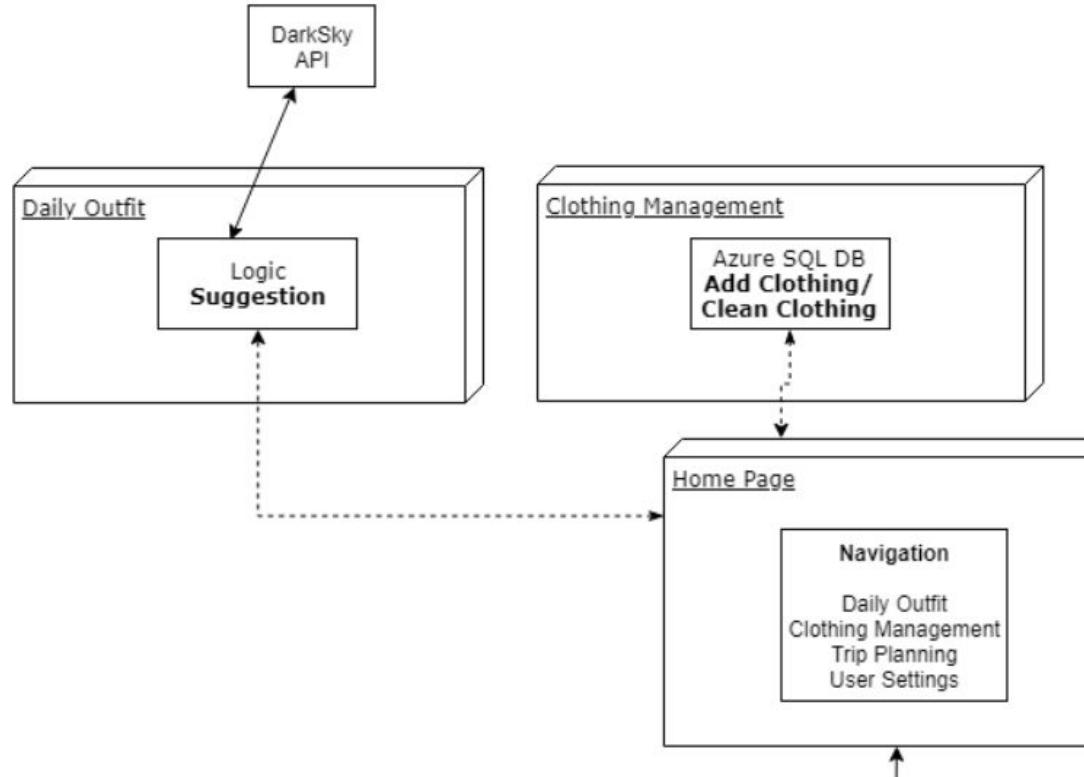 DarkSky
API
Daily Outfit
Logic
Suggestion
Clothing Management
Azure SQL DB
Add Clothing/
Clean Clothing
Home Page
Navigation
Daily Outfit
Clothing Management
Trip Planning
User Settings